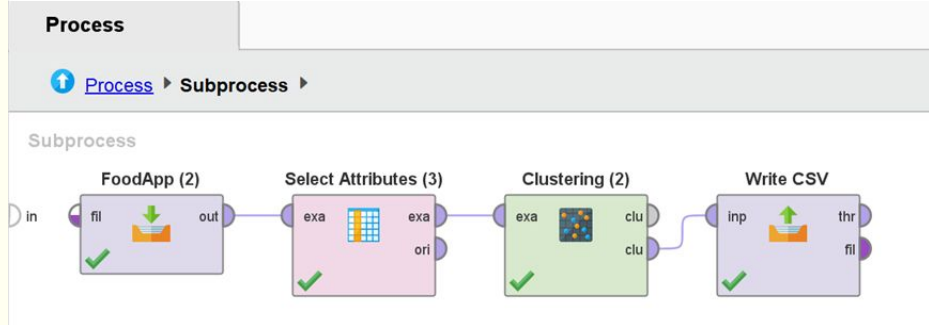 Process
Process Subprocess
Subprocess
FoodApp (2) Select Attributes (3) Clustering (2) Write CSV
in fil out exa exa exa clu inp thr
ori clu fil